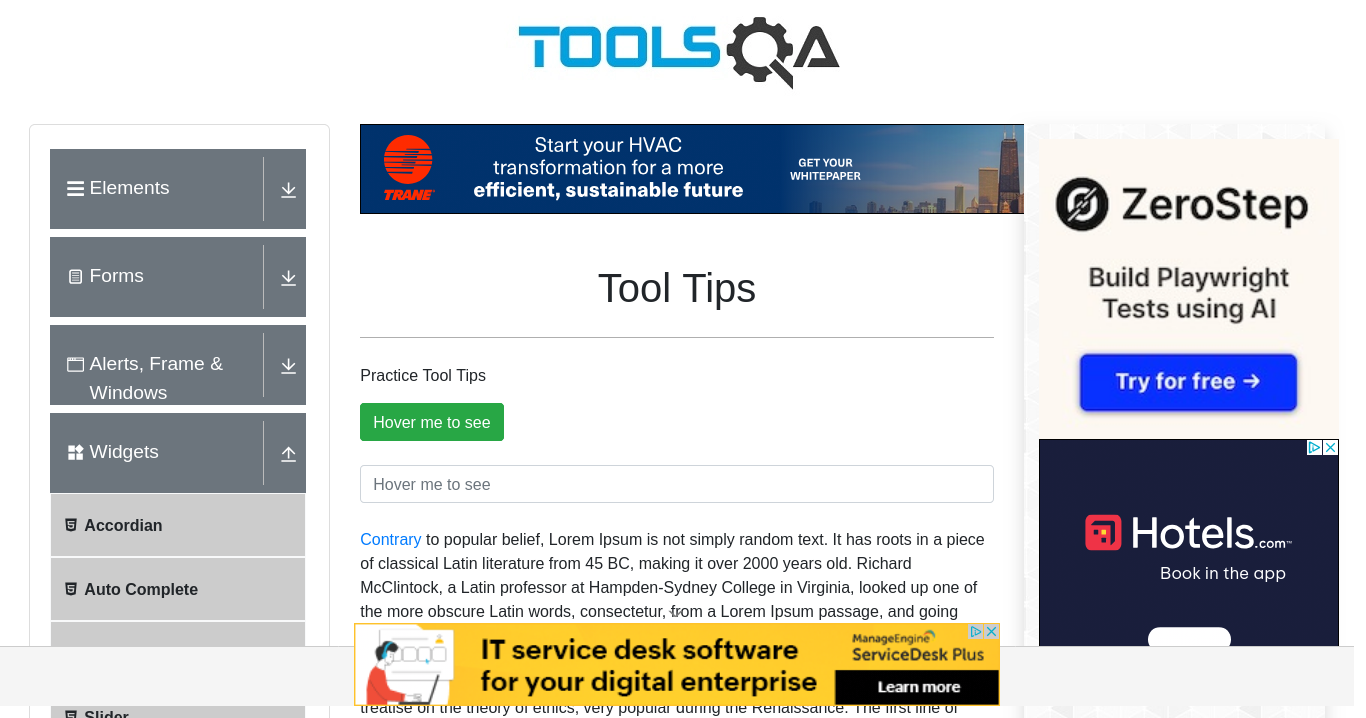 TOOLSQA
Elements
Forms
Alerts, Frame &
Windows
Widgets
Accordian
Auto Complete
Slider
Start your HVAC
transformation for a more
efficient, sustainable future
GET YOUR
WHITEPAPER
TRANE
Tool Tips
Practice Tool Tips
Hover me to see
Hover me to see
Contrary to popular belief, Lorem Ipsum is not simply random text. It has roots in a piece
of classical Latin literature from 45 BC, making it over 2000 years old. Richard
McClintock, a Latin professor at Hampden-Sydney College in Virginia, looked up one of
the more obscure Latin words, consectetur, from a Lorem Ipsum passage, and going
IT service desk software
for your digital enterprise
ManageEngine
ServiceDesk Plus
Learn more
treatise on the theory of ethics, very popular during the Renaissance. The first line of
ZeroStep
Build Playwright
Tests using AI
Try for free →
Hotels.com™
Book in the app